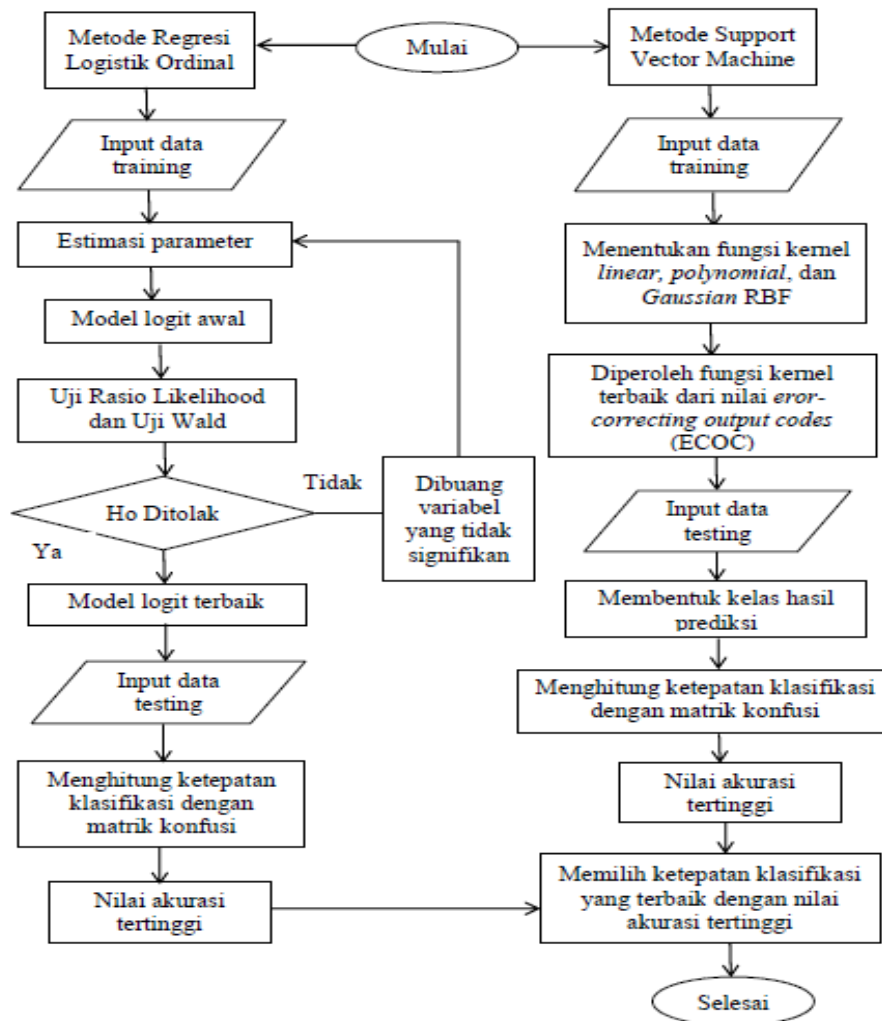 Mulai
Metode Regresi
Logistik Ordinal
Input data
training
Estimasi parameter
Model logit awal
Uji Rasio Likelihood
dan Uji Wald
Ho Ditolak
Tidak
Dibuang
variabel
yang tidak
signifikan
Ya
Model logit terbaik
Input data
testing
Menghitung ketepatan
klasifikasi dengan
matrik konfusi
Nilai akurasi
tertinggi
Metode Support
Vector Machine
Input data
training
Menentukan fungsi kernel
linear, polynomial, dan
Gaussian RBF
Diperoleh fungsi kernel
terbaik dari nilai eror-
correcting output codes
(ECOC)
Input data
testing
Membentuk kelas hasil
prediksi
Menghitung ketepatan klasifikasi
dengan matrik konfusi
Nilai akurasi
tertinggi
Memilih ketepatan klasifikasi
yang terbaik dengan nilai
akurasi tertinggi
Selesai